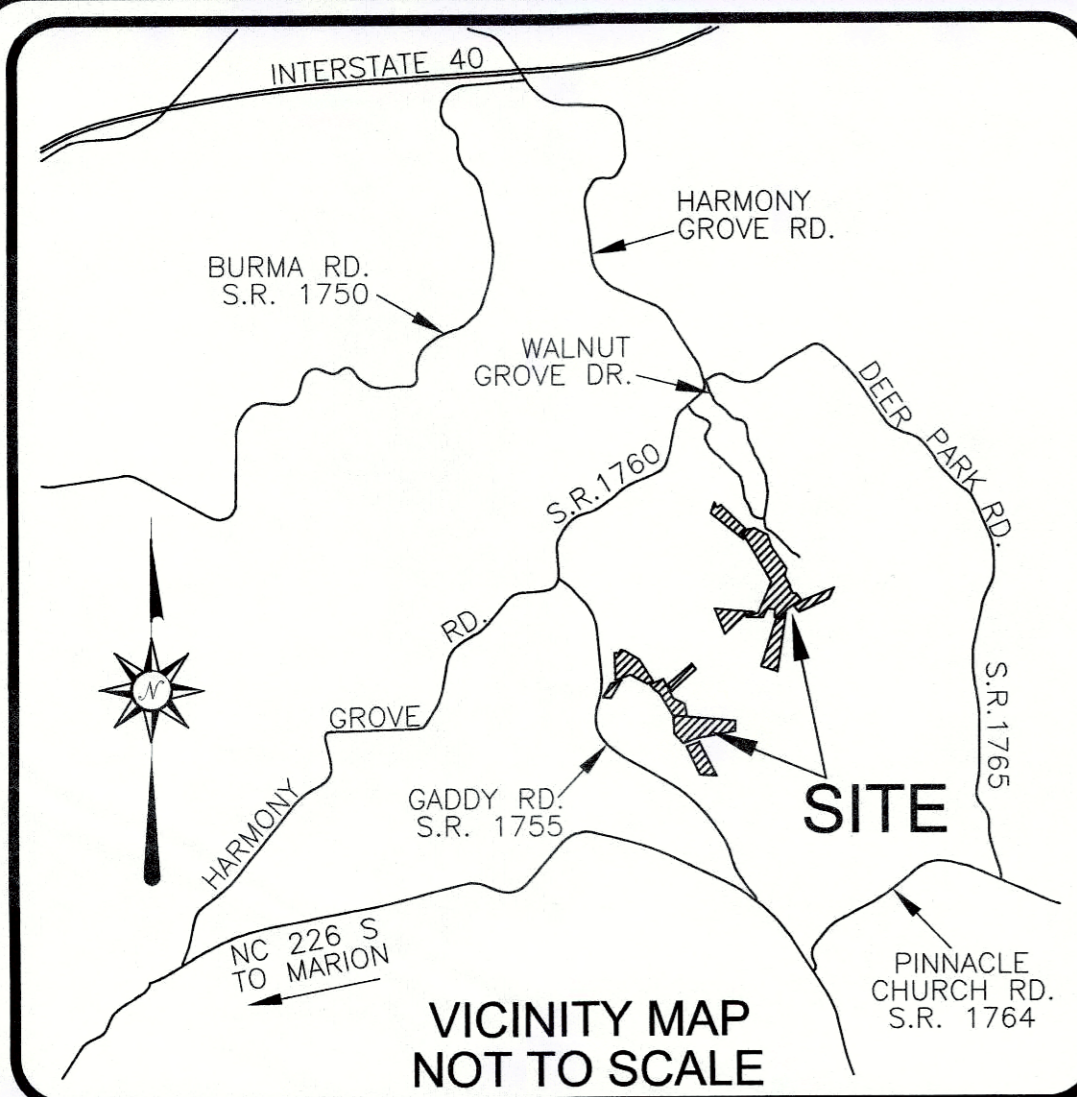 INTERSTATE 40
HARMONY
GROVE RD.
BURMA RD.
S.R. 1750
WALNUT
GROVE DR.
DEER PARK RD.
S.R.1760
RD.
GROVE
HARMONY
N
S.R.1765
GADDY RD.
S.R. 1755
SITE
NC 226 S
TO MARION
PINNACLE
CHURCH RD.
S.R. 1764
VICINITY MAP
NOT TO SCALE